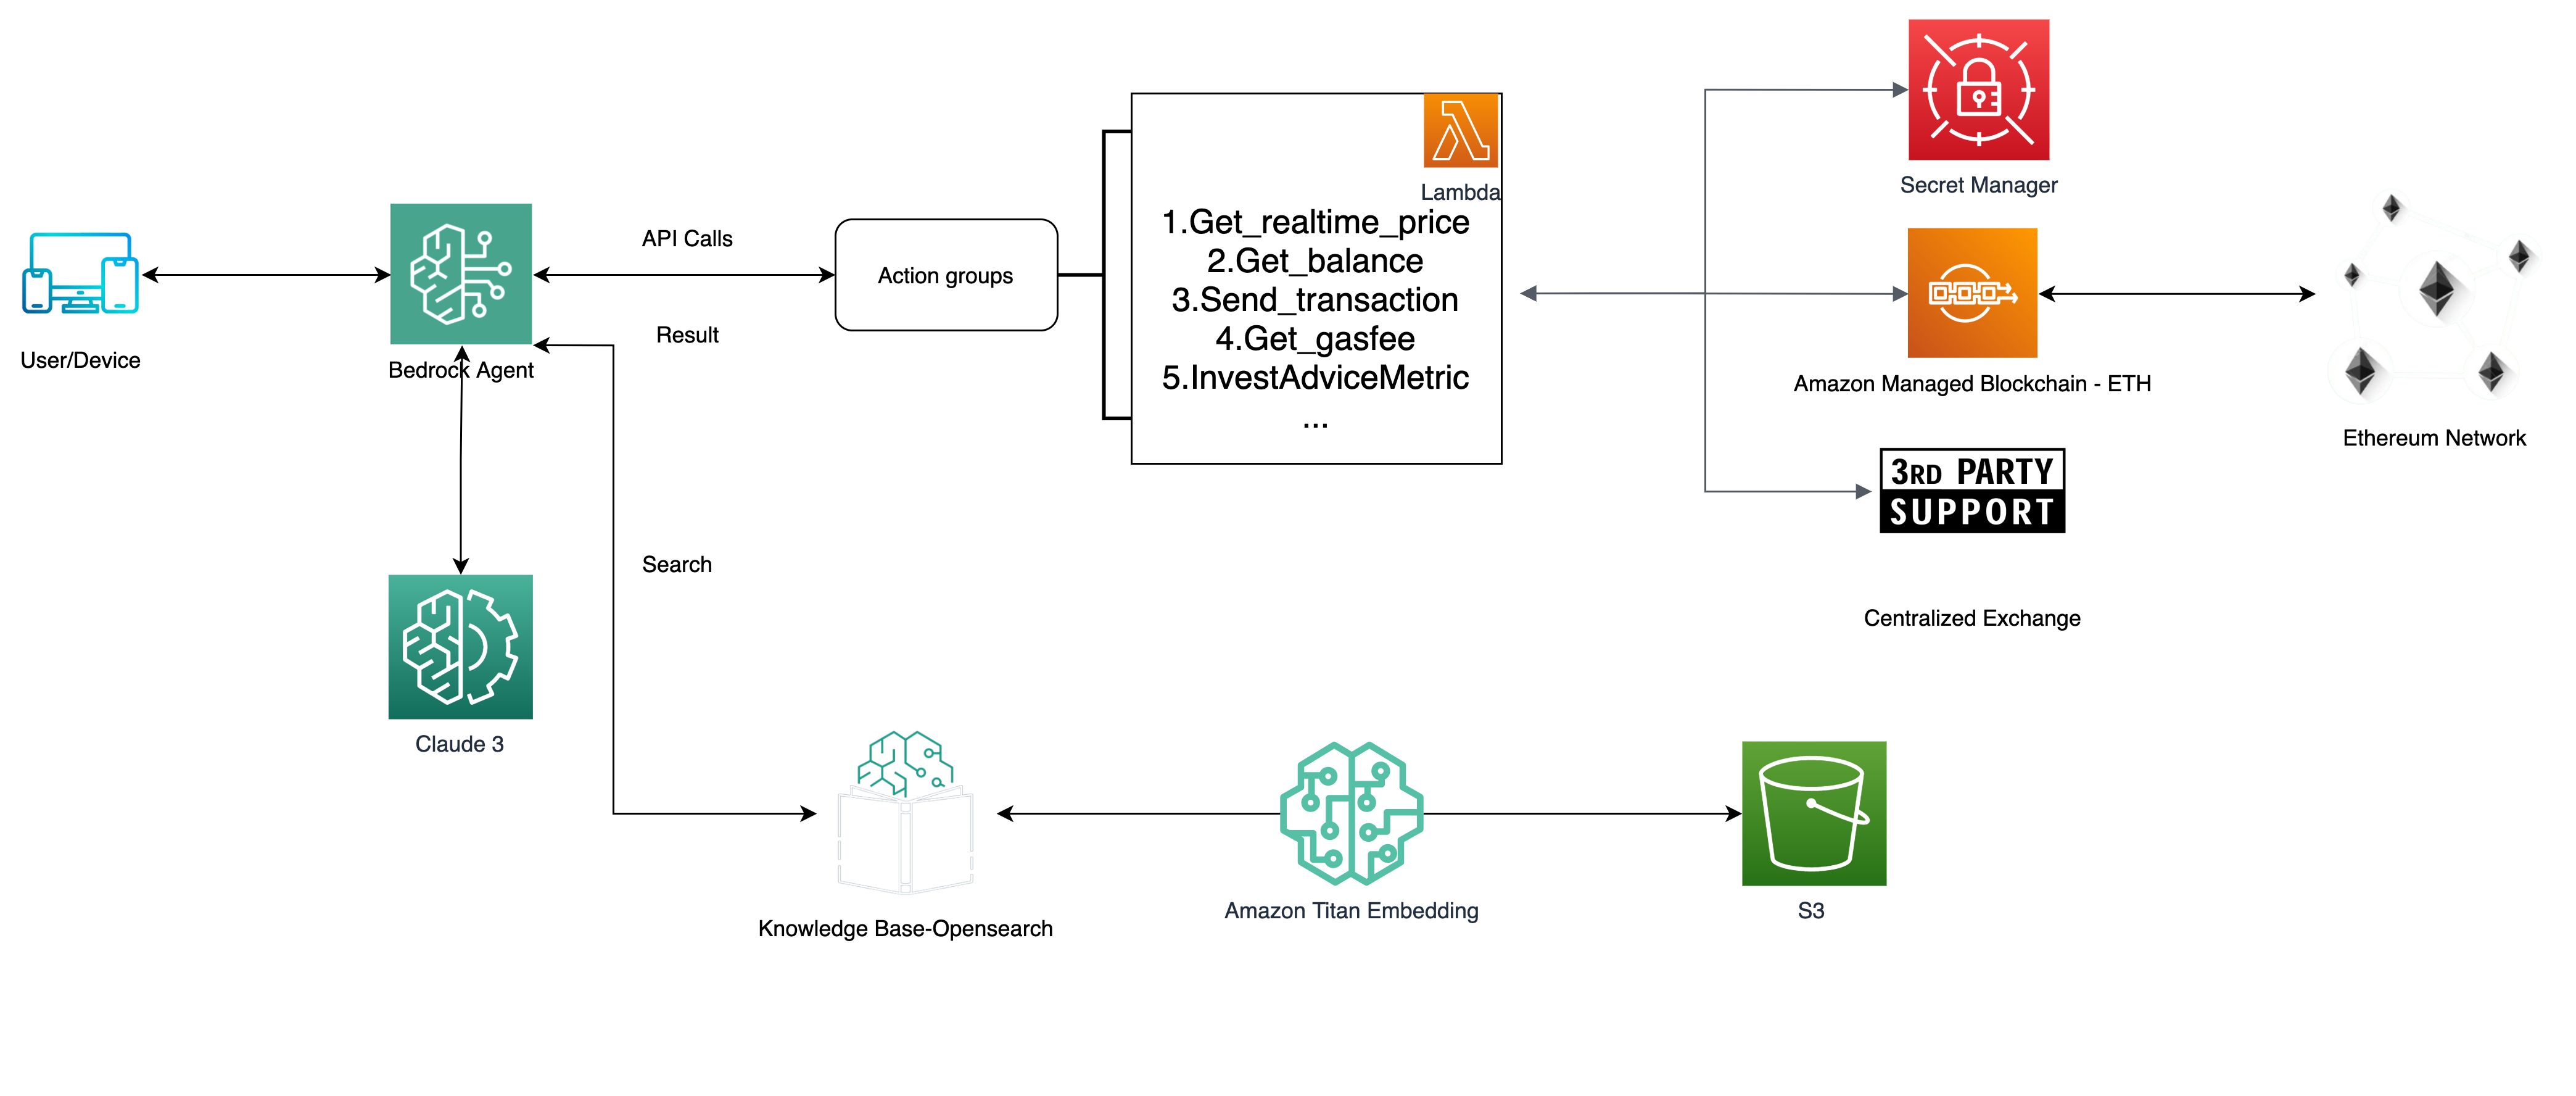 Secret Manager
Lambda
1.Get_realtime_price
2.Get_balance
3.Send_transaction
4.Get_gasfee
5.InvestAdviceMetric
...
API Calls
Action groups
Result
User/Device
Bedrock Agent
Amazon Managed Blockchain - ETH
Ethereum Network
3RD PARTY
SUPPORT
Centralized Exchange
Search
Claude 3
Knowledge Base-Opensearch
Amazon Titan Embedding
S3